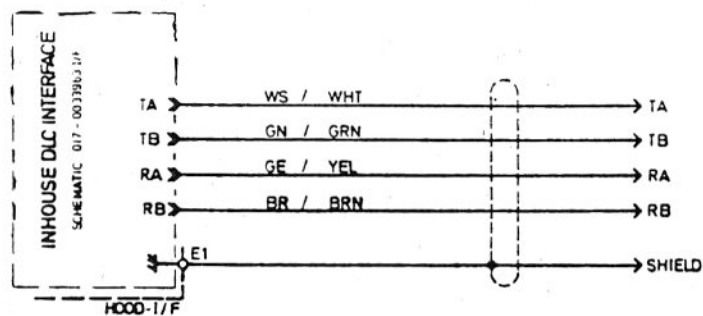 INHOUSE DLC INTERFACE
SCHEMATIC 017-0033963 I/F
TA WS / WHT TA
TB GN / GRN TB
RA GE / YEL RA
RB BR / BRN RB
E1 SHIELD
HOOD-I/F